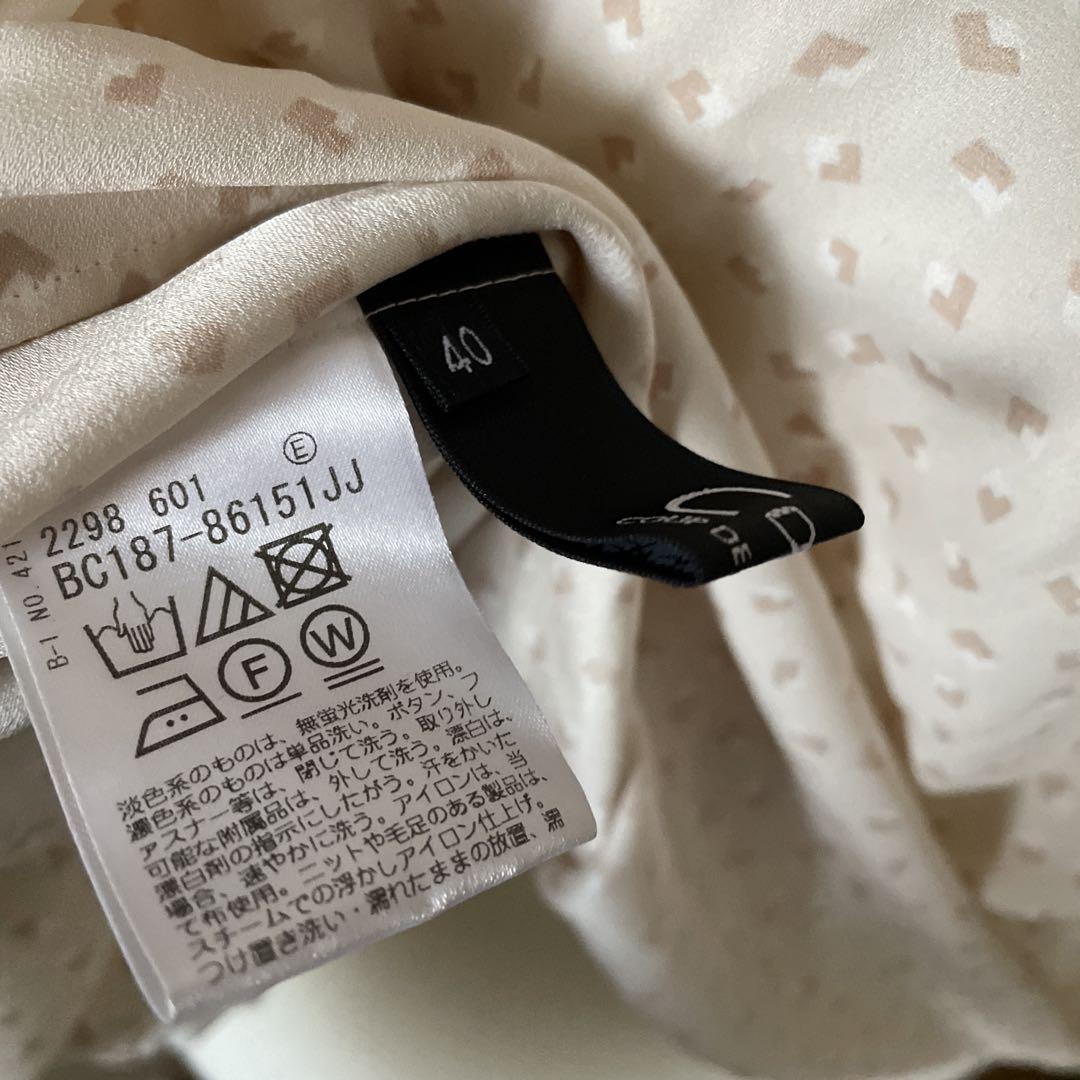 40
COUP DE
E
2298 601
BC187-86151JJ
B-1 NO.421
F
W
淡色系のものは、無蛍光洗剤を使用。
濃色系のものは単品洗い。ボタン、フ
ァスナー等は、閉じて洗う。取り外し
可能な附属品は、外して洗う。漂白は、
漂白剤の指示にしたがう。汗をかいた
場合、速やかに洗う。アイロンは、当
て布使用。ニットや毛足のある製品は、
スチームでの浮かしアイロン仕上げ。
つけ置き洗い・濡れたままの放置、濡